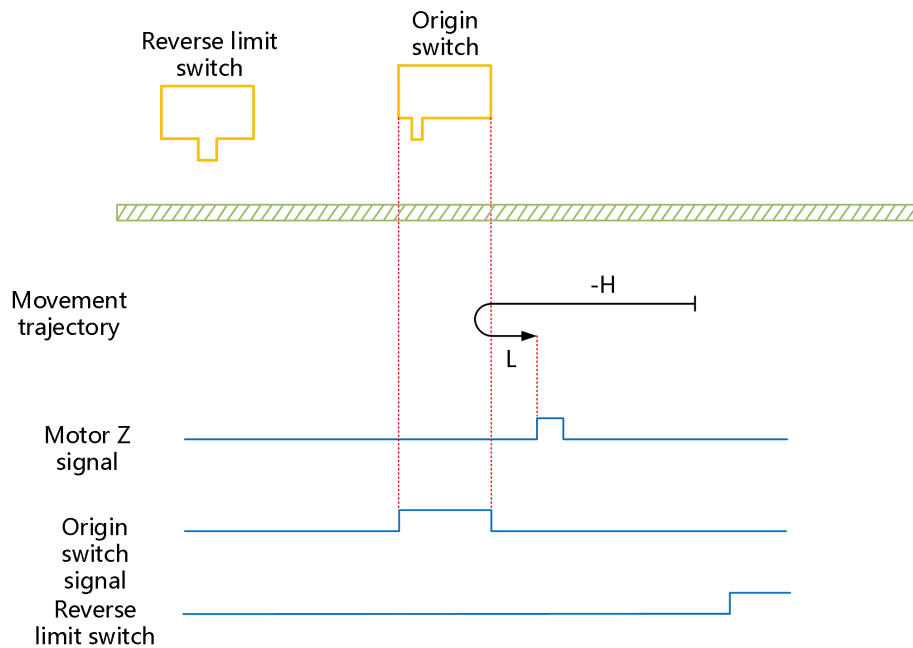 Reverse limit
switch
Origin
switch
Movement
trajectory
-H
L
Motor Z
signal
Origin
switch
signal
Reverse
limit switch